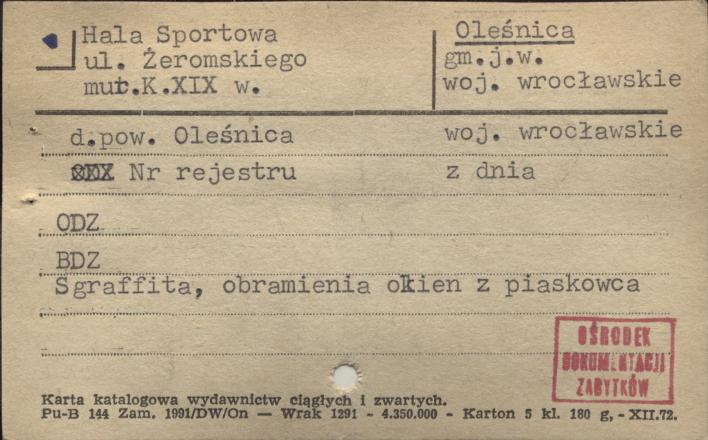 Hala Sportowa
ul. Żeromskiego
mur.K.XIX w.
Oleśnica
gm.j.w.
woj. wrocławskie
d.pow. Oleśnica woj. wrocławskie
Nr rejestru z dnia
ODZ
BDZ
Sgraffita, obramienia okien z piaskowca
OŚRODEK
DOKUMENTACJI
ZABYTKÓW
Karta katalogowa wydawnictw ciągłych i zwartych.
Pu-B 144 Zam. 1991/DW/On — Wrak 1291 - 4.350.000 - Karton 5 kl. 180 g, - XII.72.